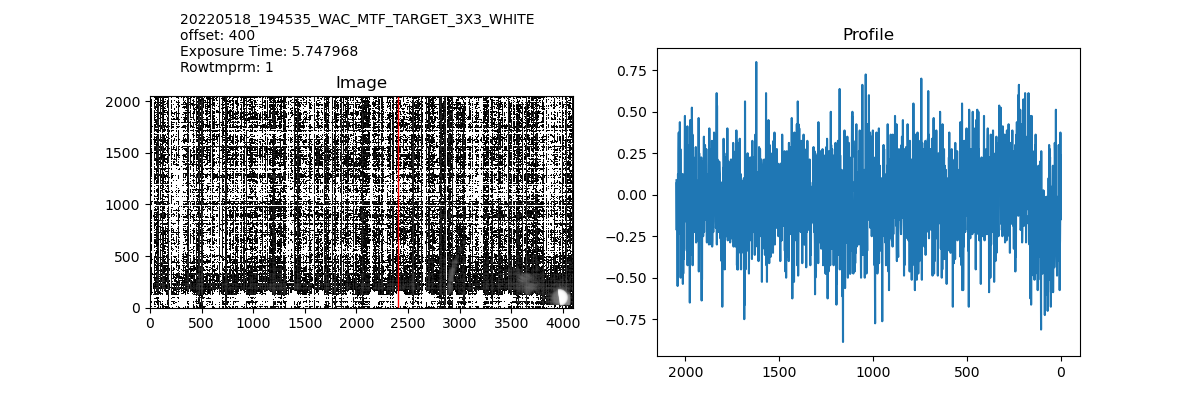 20220518_194535_WAC_MTF_TARGET_3X3_WHITE
offset: 400
Exposure Time: 5.747968
Rowtmprm: 1
Image
2000
1500
1000
500
0
0 500 1000 1500 2000 2500 3000 3500 4000
Profile
0.75
0.50
0.25
0.00
−0.25
−0.50
−0.75
2000 1500 1000 500 0